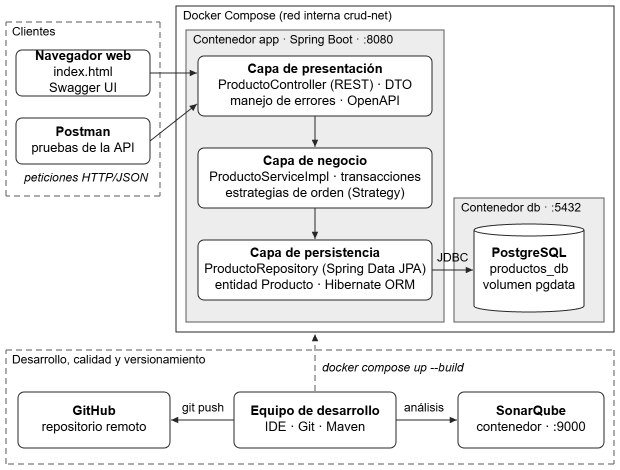 Docker Compose (red interna crud-net)
Clientes
Navegador web
index.html
Swagger UI
Postman
pruebas de la API
peticiones HTTP/JSON
Contenedor app · Spring Boot · :8080
Capa de presentación
ProductoController (REST) · DTO
manejo de errores · OpenAPI
Capa de negocio
ProductoServiceImpl · transacciones
estrategias de orden (Strategy)
Capa de persistencia
ProductoRepository (Spring Data JPA)
entidad Producto · Hibernate ORM
JDBC
Contenedor db · :5432
PostgreSQL
productos_db
volumen pgdata
docker compose up --build
Desarrollo, calidad y versionamiento
GitHub
repositorio remoto
git push
Equipo de desarrollo
IDE · Git · Maven
análisis
SonarQube
contenedor · :9000